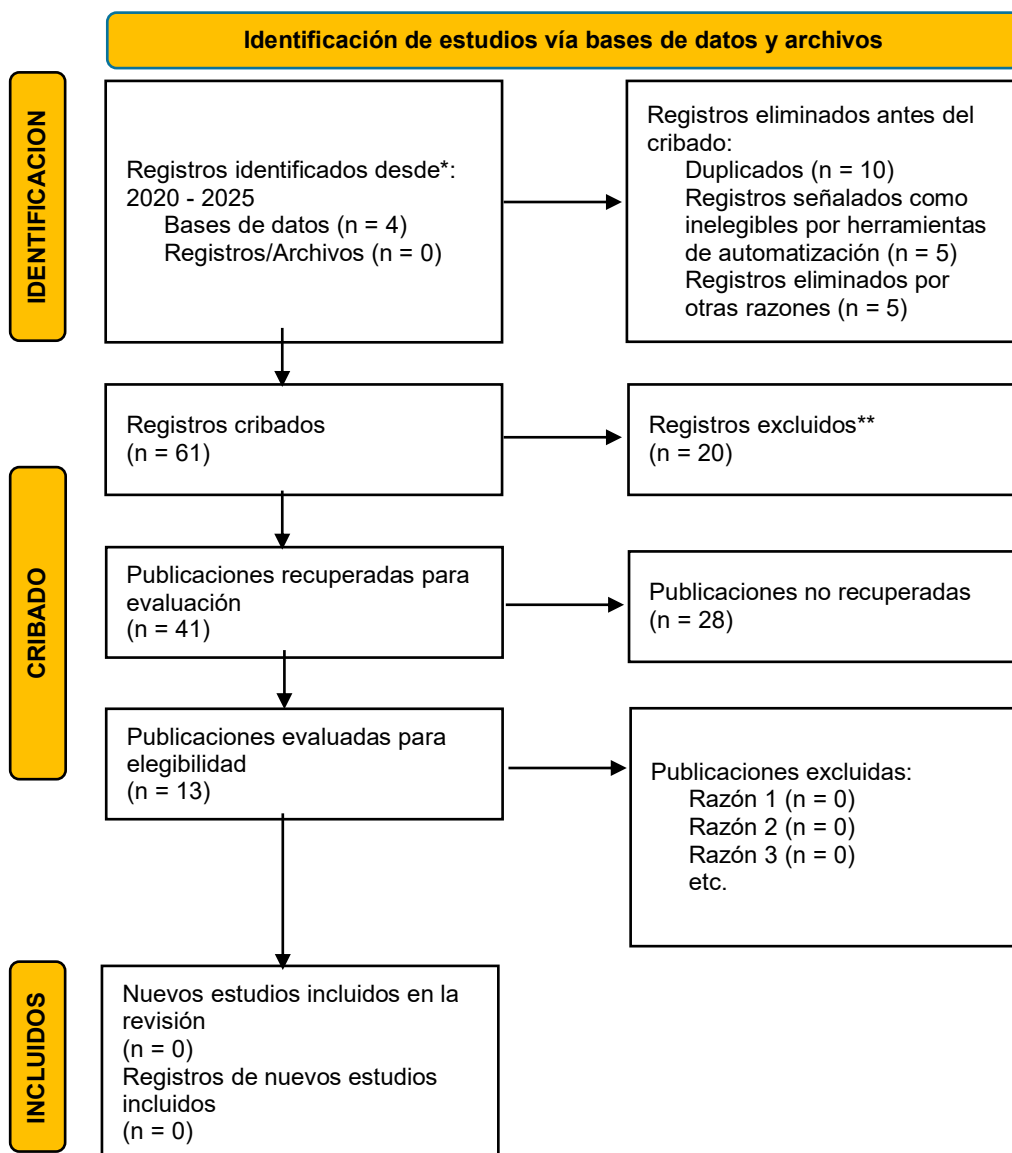 Identificación de estudios vía bases de datos y archivos
IDENTIFICACION
Registros identificados desde*:
2020 - 2025
Bases de datos (n = 4)
Registros/Archivos (n = 0)
Registros eliminados antes del
cribado:
Duplicados (n = 10)
Registros señalados como
inelegibles por herramientas
de automatización (n = 5)
Registros eliminados por
otras razones (n = 5)
CRIBADO
Registros cribados
(n = 61)
Registros excluidos**
(n = 20)
Publicaciones recuperadas para
evaluación
(n = 41)
Publicaciones no recuperadas
(n = 28)
Publicaciones evaluadas para
elegibilidad
(n = 13)
Publicaciones excluidas:
Razón 1 (n = 0)
Razón 2 (n = 0)
Razón 3 (n = 0)
etc.
INCLUIDOS
Nuevos estudios incluidos en la
revisión
(n = 0)
Registros de nuevos estudios
incluidos
(n = 0)